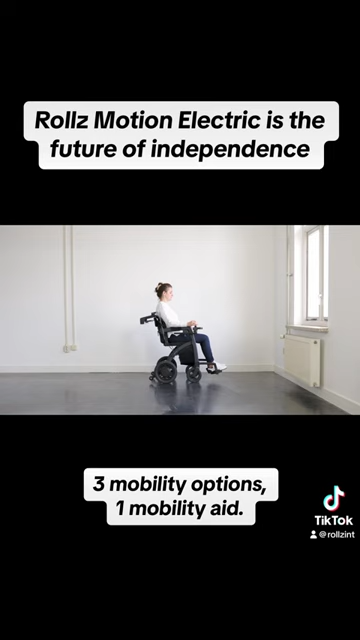 Rollz Motion Electric is the
future of independence
3 mobility options,
1 mobility aid.
TikTok
@rollzint